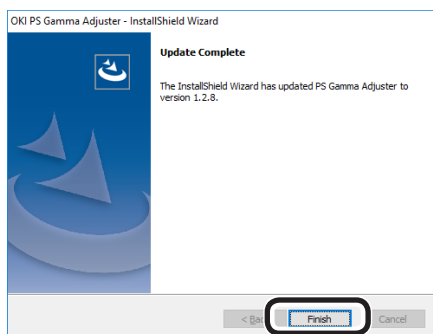 OKI PS Gamma Adjuster - InstallShield Wizard
Update Complete
The InstallShield Wizard has updated PS Gamma Adjuster to
version 1.2.8.
Finish Cancel